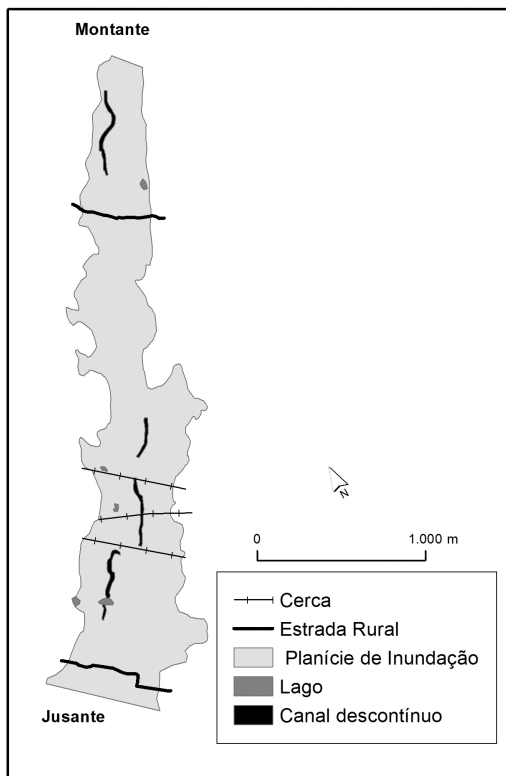 Montante
N
0 1.000 m
Cerca
Estrada Rural
Planície de Inundação
Lago
Canal descontínuo
Jusante